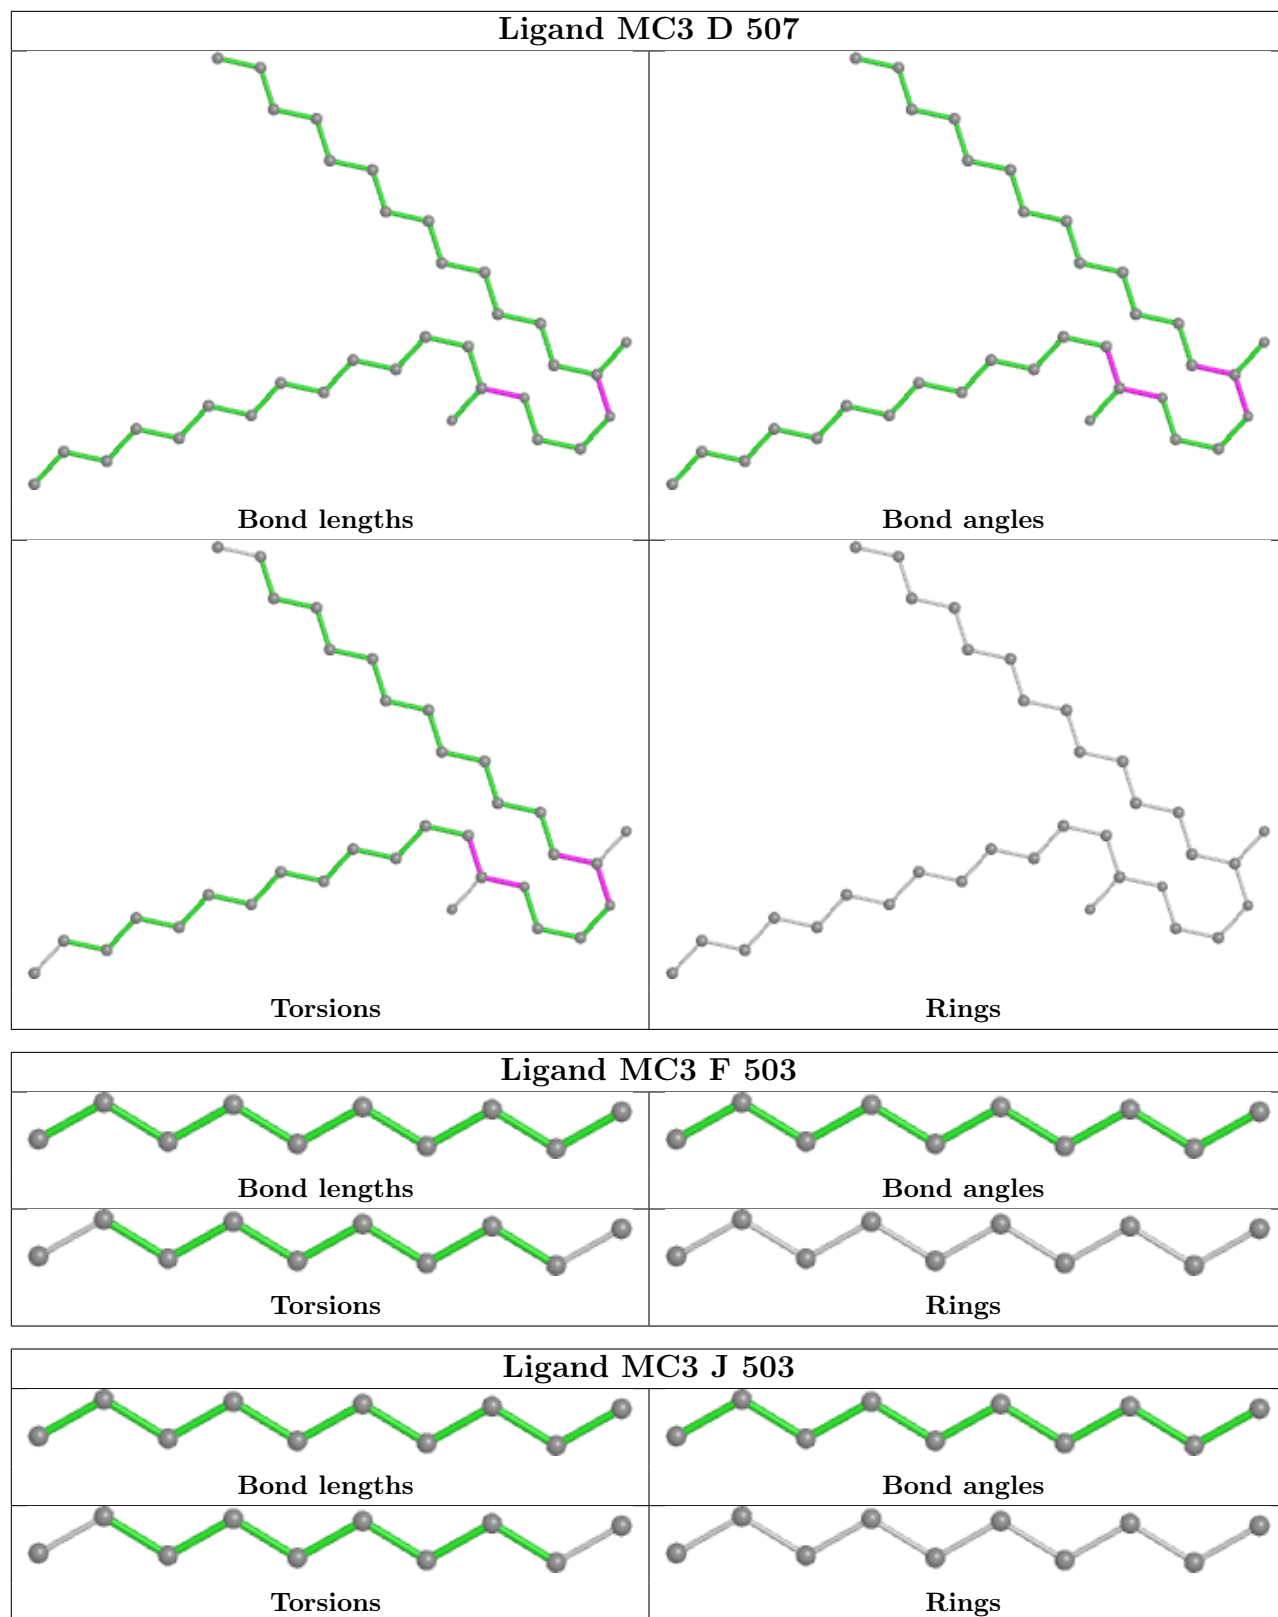 Ligand MC3 D 507
Bond lengths
Bond angles
Torsions
Rings
Ligand MC3 F 503
Bond lengths
Bond angles
Torsions
Rings
Ligand MC3 J 503
Bond lengths
Bond angles
Torsions
Rings